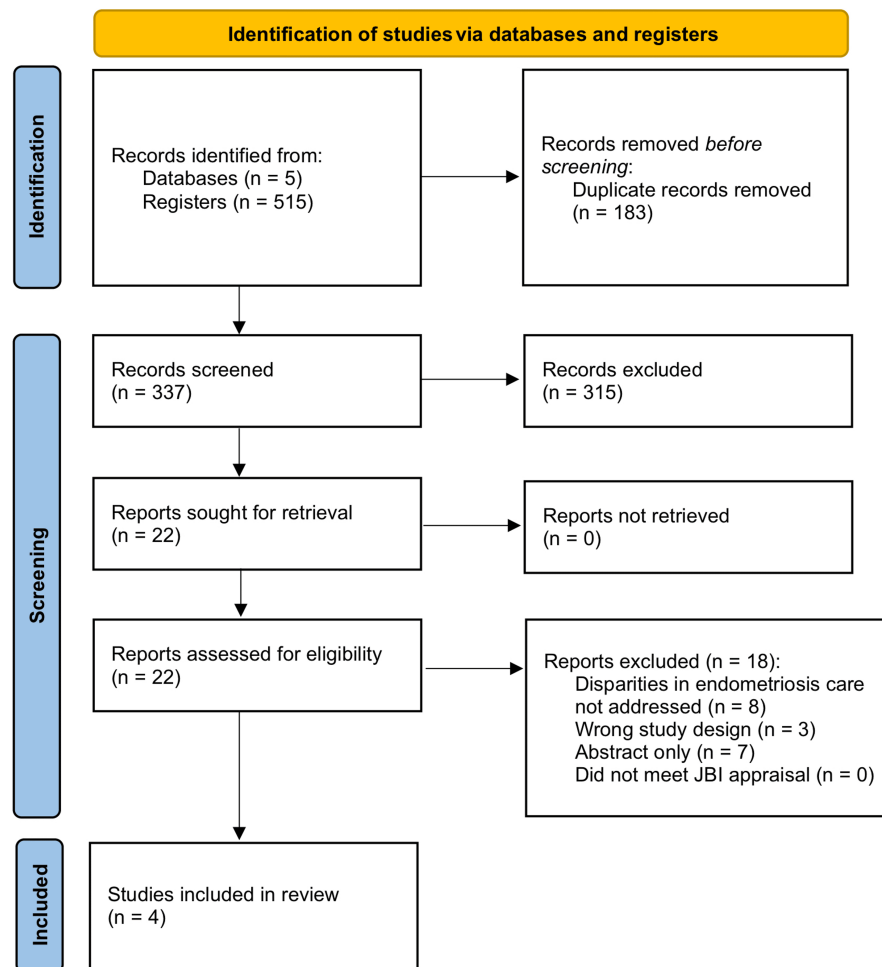 Identification of studies via databases and registers
Identification
Records identified from:
Databases (n = 5)
Registers (n = 515)
Records removed before
screening:
Duplicate records removed
(n = 183)
Screening
Records screened
(n = 337)
Records excluded
(n = 315)
Reports sought for retrieval
(n = 22)
Reports not retrieved
(n = 0)
Reports assessed for eligibility
(n = 22)
Reports excluded (n = 18):
Disparities in endometriosis care
not addressed (n = 8)
Wrong study design (n = 3)
Abstract only (n = 7)
Did not meet JBI appraisal (n = 0)
Included
Studies included in review
(n = 4)